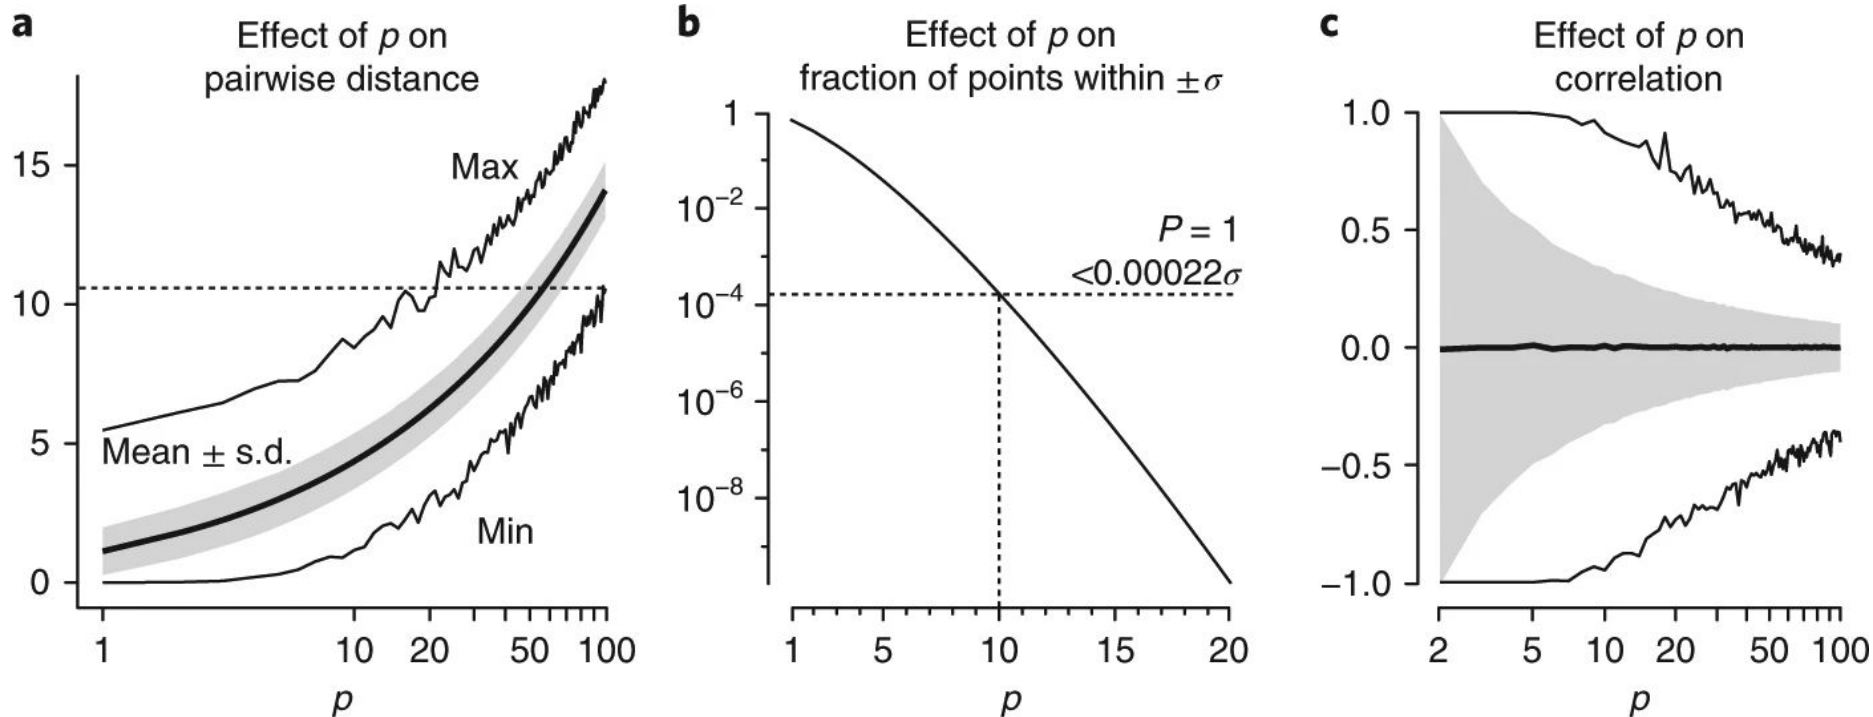 a
Effect of p on
pairwise distance
15
10
5
0
Max
Mean ± s.d.
Min
1 10 20 50 100
p
b
Effect of p on
fraction of points within ±σ
1
10⁻²
10⁻⁴
10⁻⁶
10⁻⁸
P = 1
<0.00022σ
1 5 10 15 20
p
c
Effect of p on
correlation
1.0
0.5
0.0
−0.5
−1.0
2 5 10 20 50 100
p